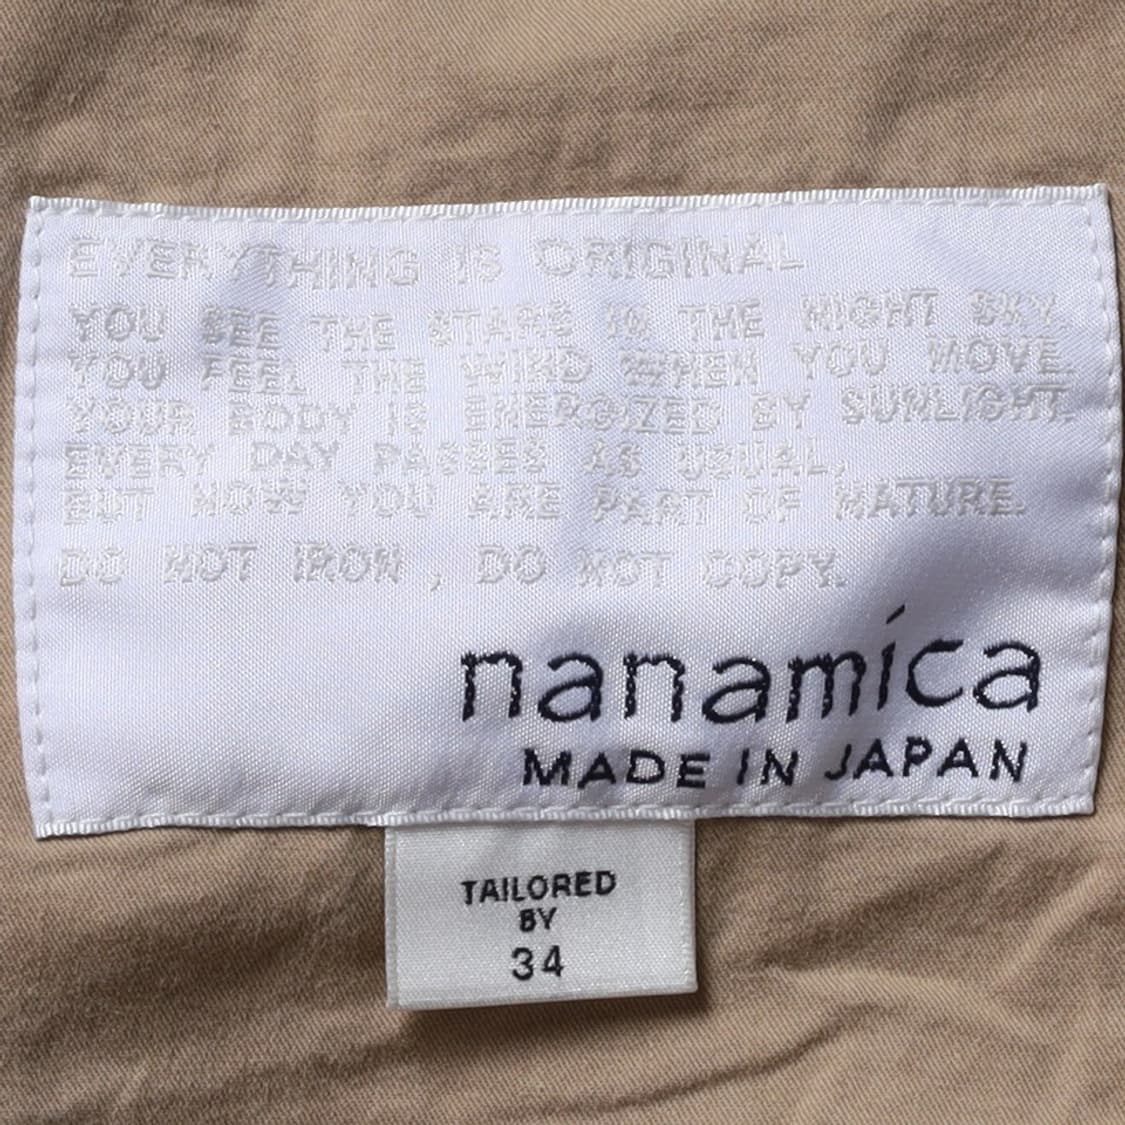 EVERYTHING IS ORIGINAL
YOU SEE THE STARS IN THE NIGHT SKY.
YOU FEEL THE WIND WHEN YOU MOVE.
YOUR BODY IS ENERGIZED BY SUNLIGHT.
EVERY DAY PASSES AS USUAL,
BUT NOW YOU ARE PART OF NATURE.
DO NOT IRON, DO NOT COPY.
nanamíca
MADE IN JAPAN
TAILORED
BY
34